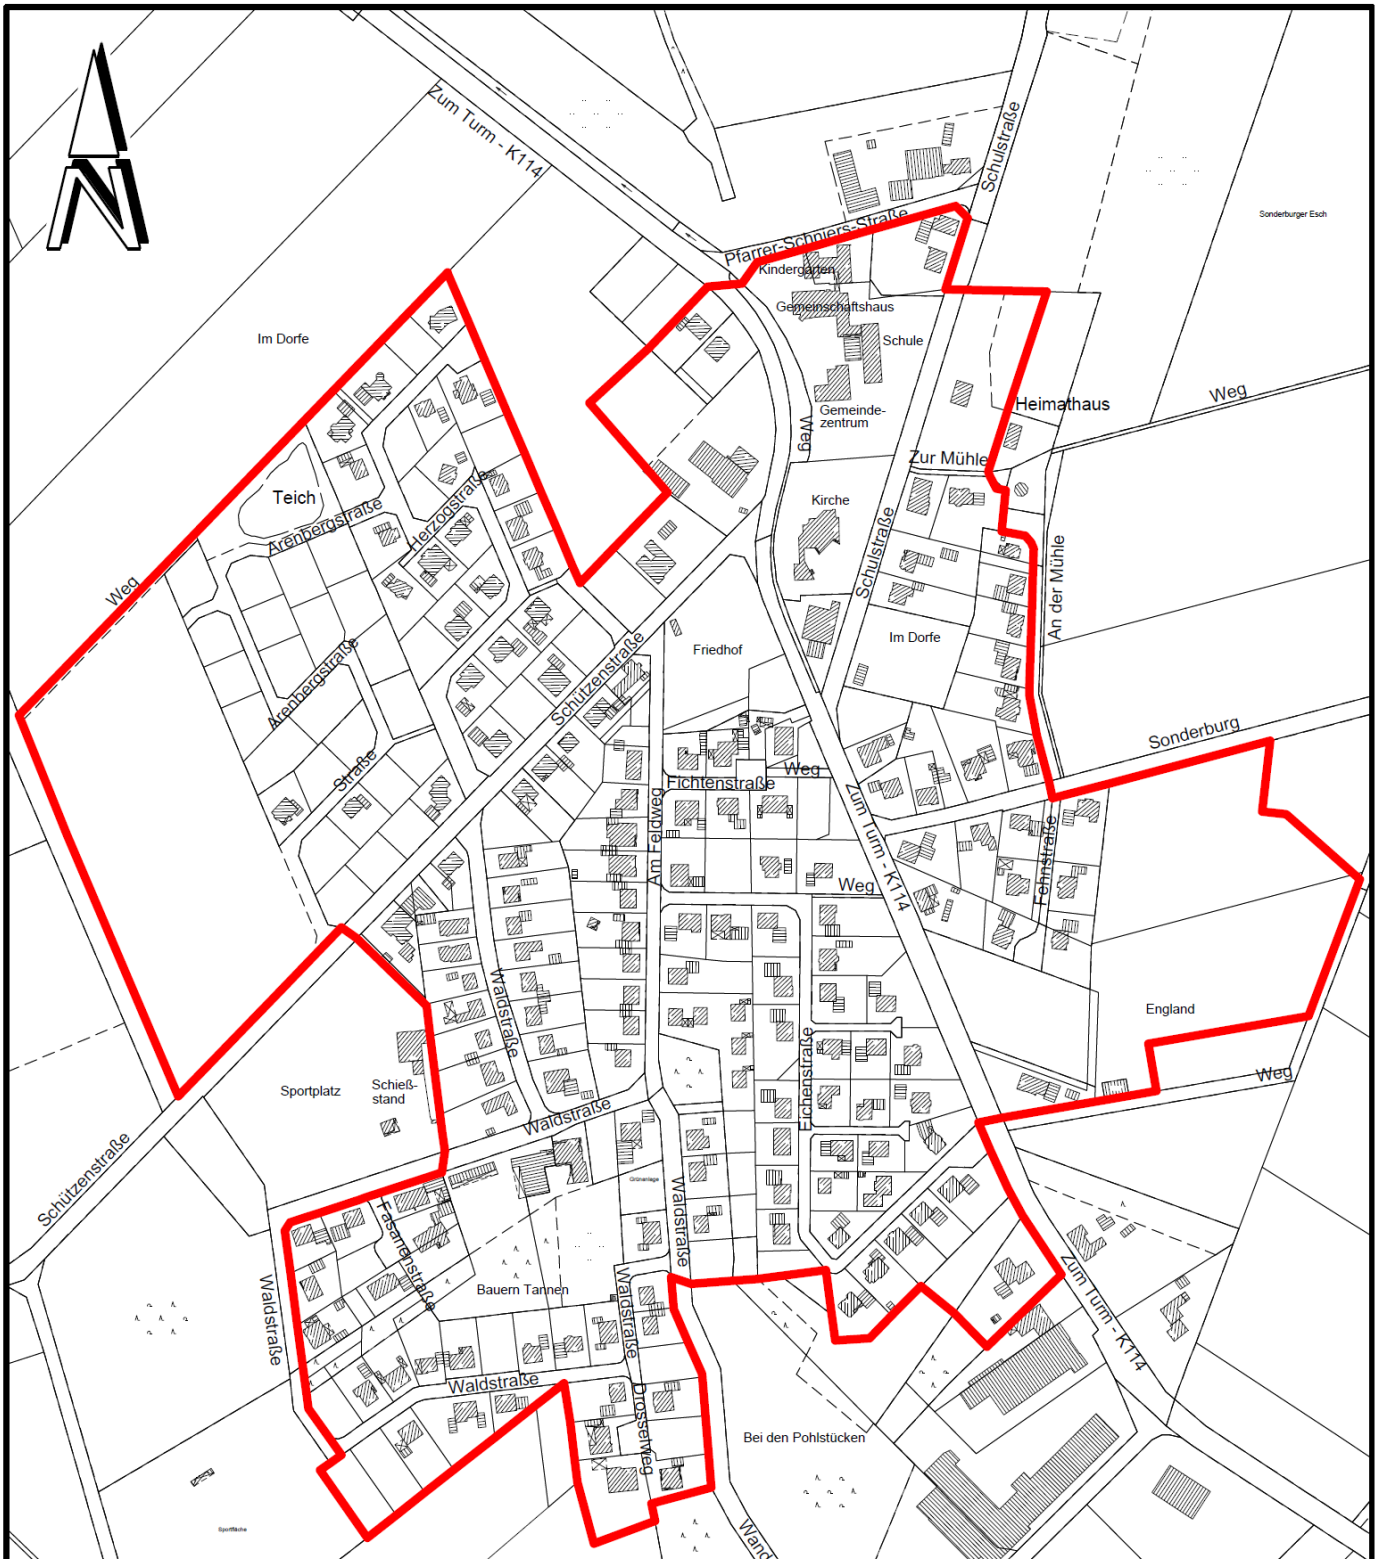 N
Zum Turm - K114
Schulstraße
Sonderburger Esch
Pfarrer-Schniers-Straße
Kindergarten
Gemeinschaftshaus
Im Dorfe
Schule
Weg
Heimathaus
Gemeinde-
zentrum
Weg
Zur Mühle
Teich
Kirche
Herzogstraße
Arenbergstraße
Schulstraße
Weg
An der Mühle
Im Dorfe
Friedhof
Schützenstraße
Arenbergstraße
Sonderburg
Straße
Weg
Fichtenstraße
Zum Turm - K114
Am Feldweg
Fehnstraße
Weg
Waldstraße
England
Eichenstraße
Weg
Sportplatz
Schieß-
stand
Waldstraße
Schützenstraße
Grünanlage
Waldstraße
Fasanenstraße
Waldstraße
Bauern Tannen
Waldstraße
Zum Turm - K114
Waldstraße
Drosselweg
Bei den Pohlstücken
Sportfläche
Wand